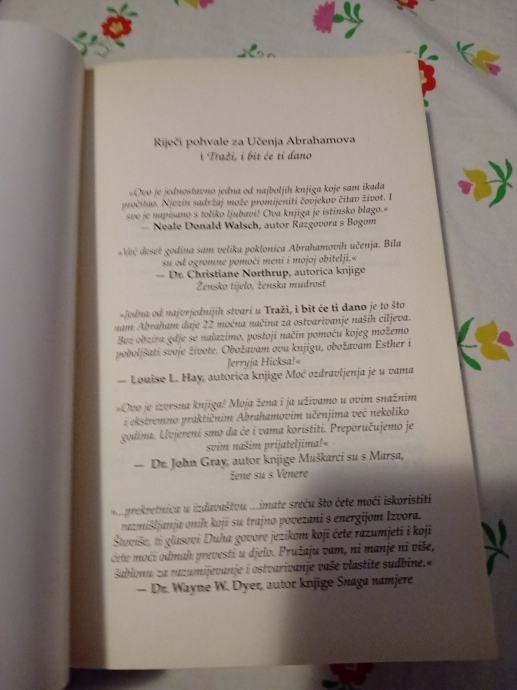 Riječi pohvale za Učenja Abrahamova
i Traži, i bit će ti dano
»Ovo je jednostavno jedna od najboljih knjiga koje sam ikada
pročitao. Njezin sadržaj može promijeniti čovjekov čitav život. I
sve je napisano s toliko ljubavi! Ova knjiga je istinsko blago.«
— Neale Donald Walsch, autor Razgovora s Bogom
»Već deset godina sam velika poklonica Abrahamovih učenja. Bila
su od ogromne pomoći meni i mojoj obitelji.«
— Dr. Christiane Northrup, autorica knjige
Žensko tijelo, ženska mudrost
»Jedna od najvrjednijih stvari u Traži, i bit će ti dano je to što
nam Abraham daje 22 moćna načina za ostvarivanje naših ciljeva.
Bez obzira gdje se nalazimo, postoji način pomoću kojeg možemo
poboljšati svoje živote. Obožavam ovu knjigu, obožavam Esther i
Jerryja Hicksa!«
— Louise L. Hay, autorica knjige Moć ozdravljenja je u vama
»Ovo je izvrsna knjiga! Moja žena i ja uživamo u ovim snažnim
i ekstremno praktičnim Abrahamovim učenjima već nekoliko
godina. Uvjereni smo da će i vama koristiti. Preporučujemo je
svim našim prijateljima!«
— Dr. John Gray, autor knjige Muškarci su s Marsa,
žene su s Venere
»...prekretnica u izdavaštvu ...imate sreću što ćete moći iskoristiti
razmišljanja onih koji su trajno povezani s energijom Izvora.
Štoviše, ti glasovi Duha govore jezikom koji ćete razumjeti i koji
ćete moći odmah prevesti u djelo. Pružaju vam, ni manje ni više,
šablonu za razumijevanje i ostvarivanje vaše vlastite sudbine.«
— Dr. Wayne W. Dyer, autor knjige Snaga namjere